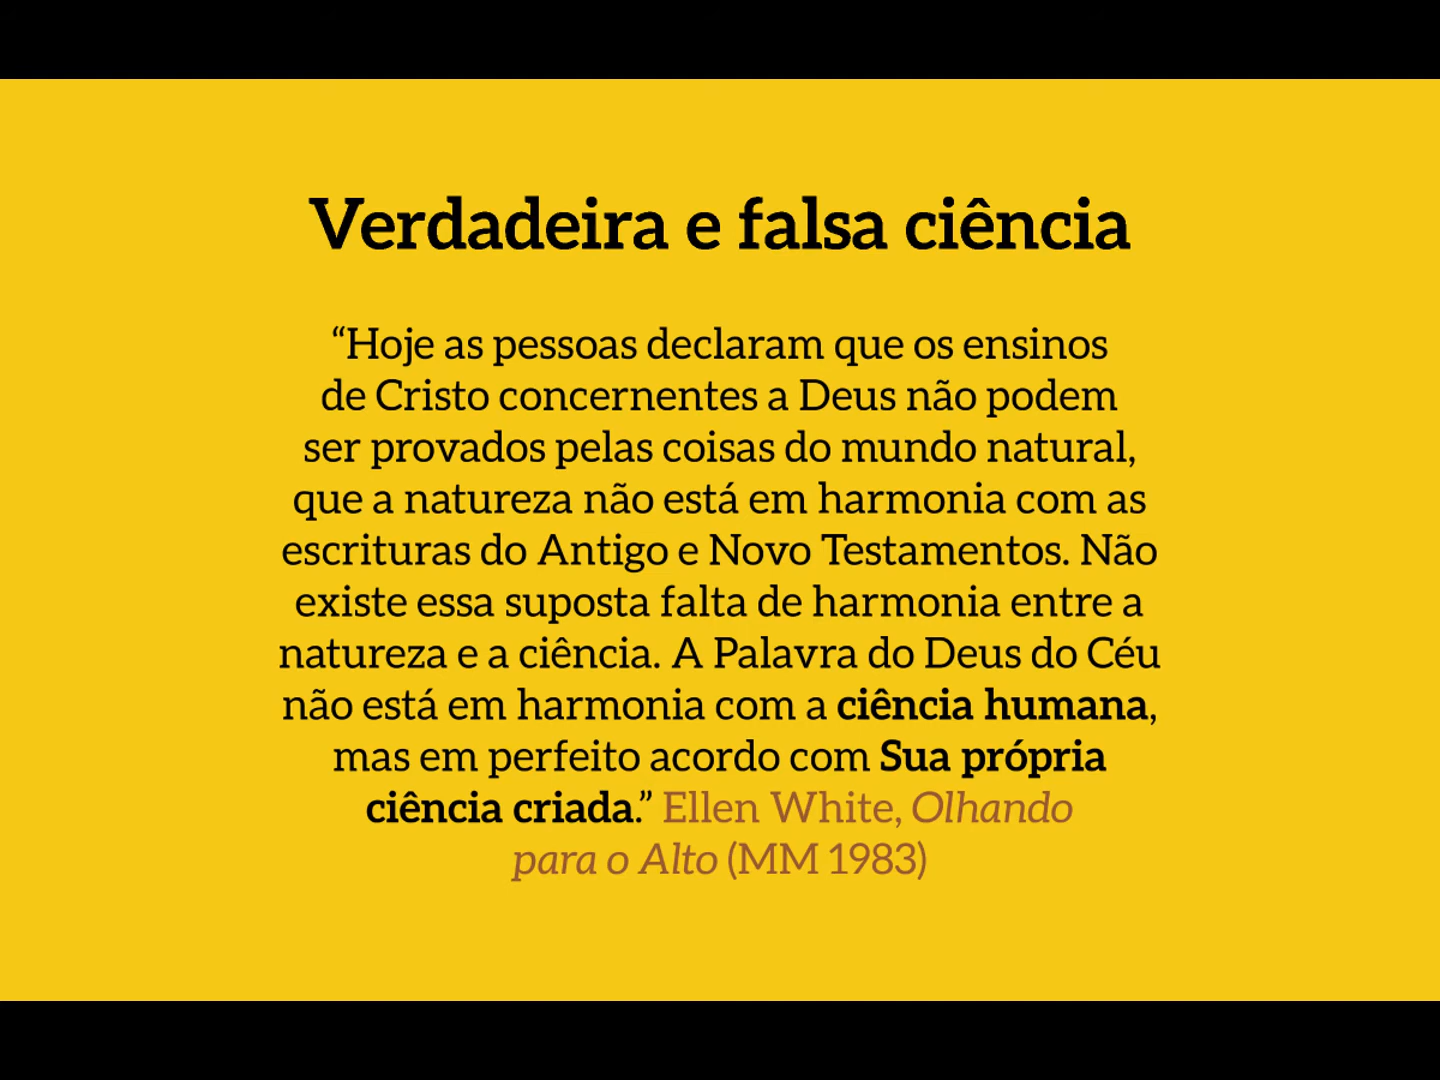 Verdadeira e falsa ciência
“Hoje as pessoas declaram que os ensinos
de Cristo concernentes a Deus não podem
ser provados pelas coisas do mundo natural,
que a natureza não está em harmonia com as
escrituras do Antigo e Novo Testamentos. Não
existe essa suposta falta de harmonia entre a
natureza e a ciência. A Palavra do Deus do Céu
não está em harmonia com a ciência humana,
mas em perfeito acordo com Sua própria
ciência criada.” Ellen White, Olhando
para o Alto (MM 1983)